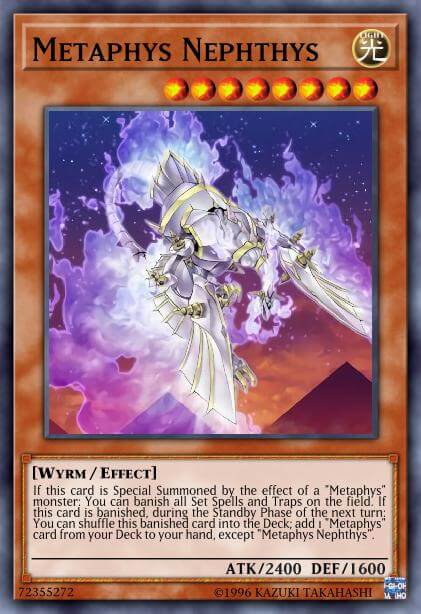 METAPHYS NEPHTHYS
LIGHT
光
[WYRM / EFFECT]
If this card is Special Summoned by the effect of a "Metaphys"
monster: You can banish all Set Spells and Traps on the field. If
this card is banished, during the Standby Phase of the next turn:
You can shuffle this banished card into the Deck; add 1 "Metaphys"
card from your Deck to your hand, except "Metaphys Nephthys".
ATK/2400 DEF/1600
72355272
©1996 KAZUKI TAKAHASHI